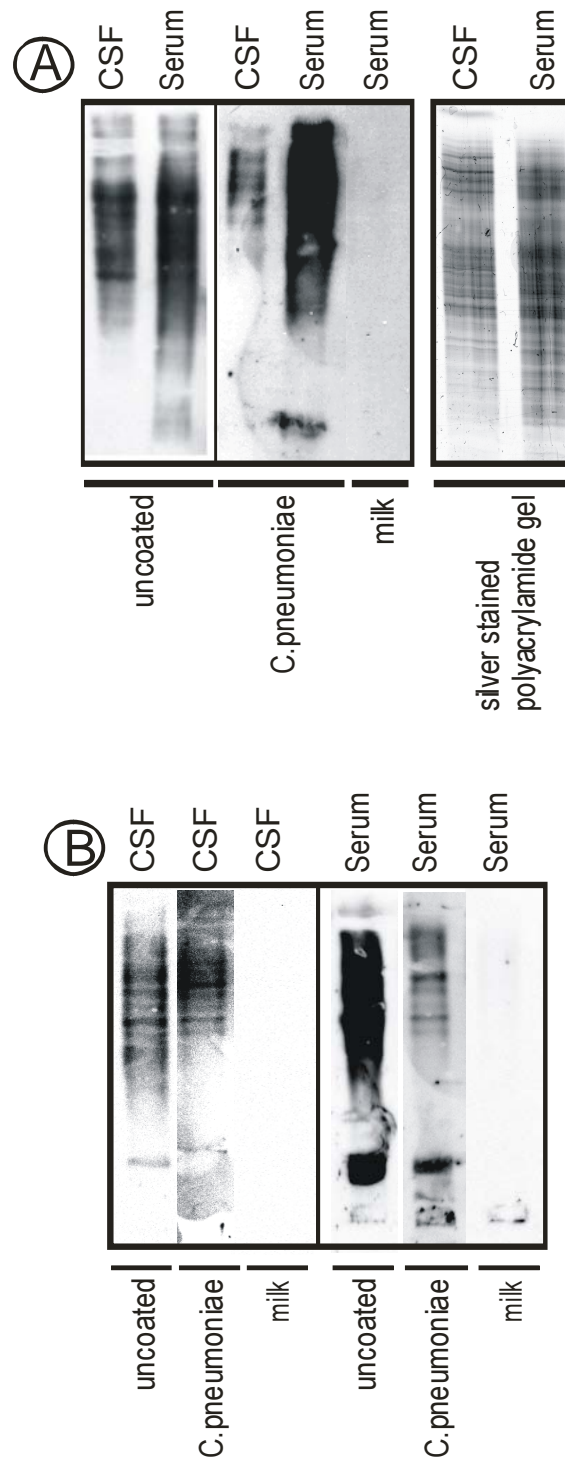 A
CSF
Serum
CSF
Serum
Serum
CSF
Serum
uncoated
C.pneumoniae
milk
silver stained
polyacrylamide gel
B
CSF
CSF
CSF
Serum
Serum
Serum
uncoated
C.pneumoniae
milk
uncoated
C.pneumoniae
milk